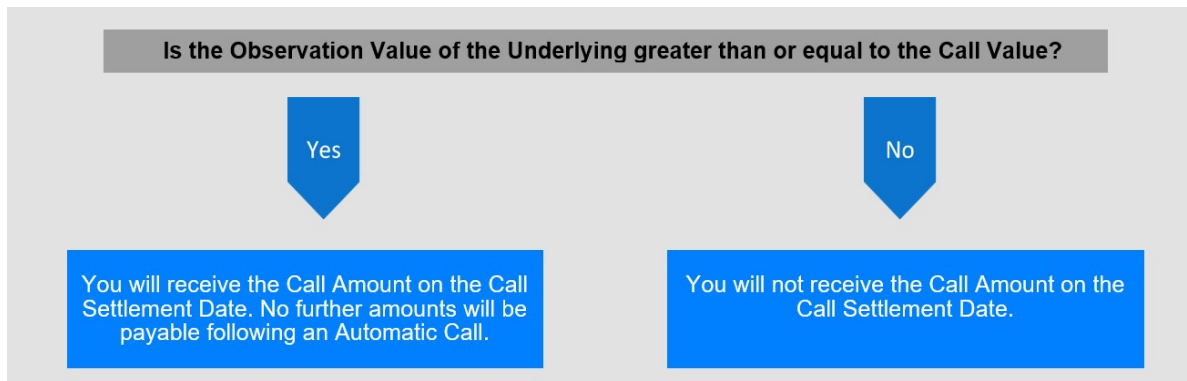 Is the Observation Value of the Underlying greater than or equal to the Call Value?
Yes
No
You will receive the Call Amount on the Call
Settlement Date. No further amounts will be
payable following an Automatic Call.
You will not receive the Call Amount on the
Call Settlement Date.